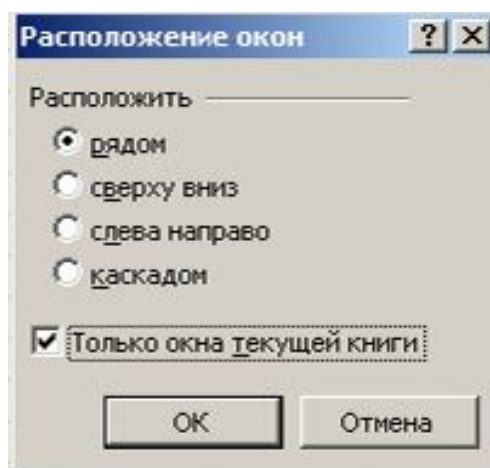 Расположение окон
Расположить
рядом
сверху вниз
слева направо
каскадом
Только окна текущей книги
ОК Отмена